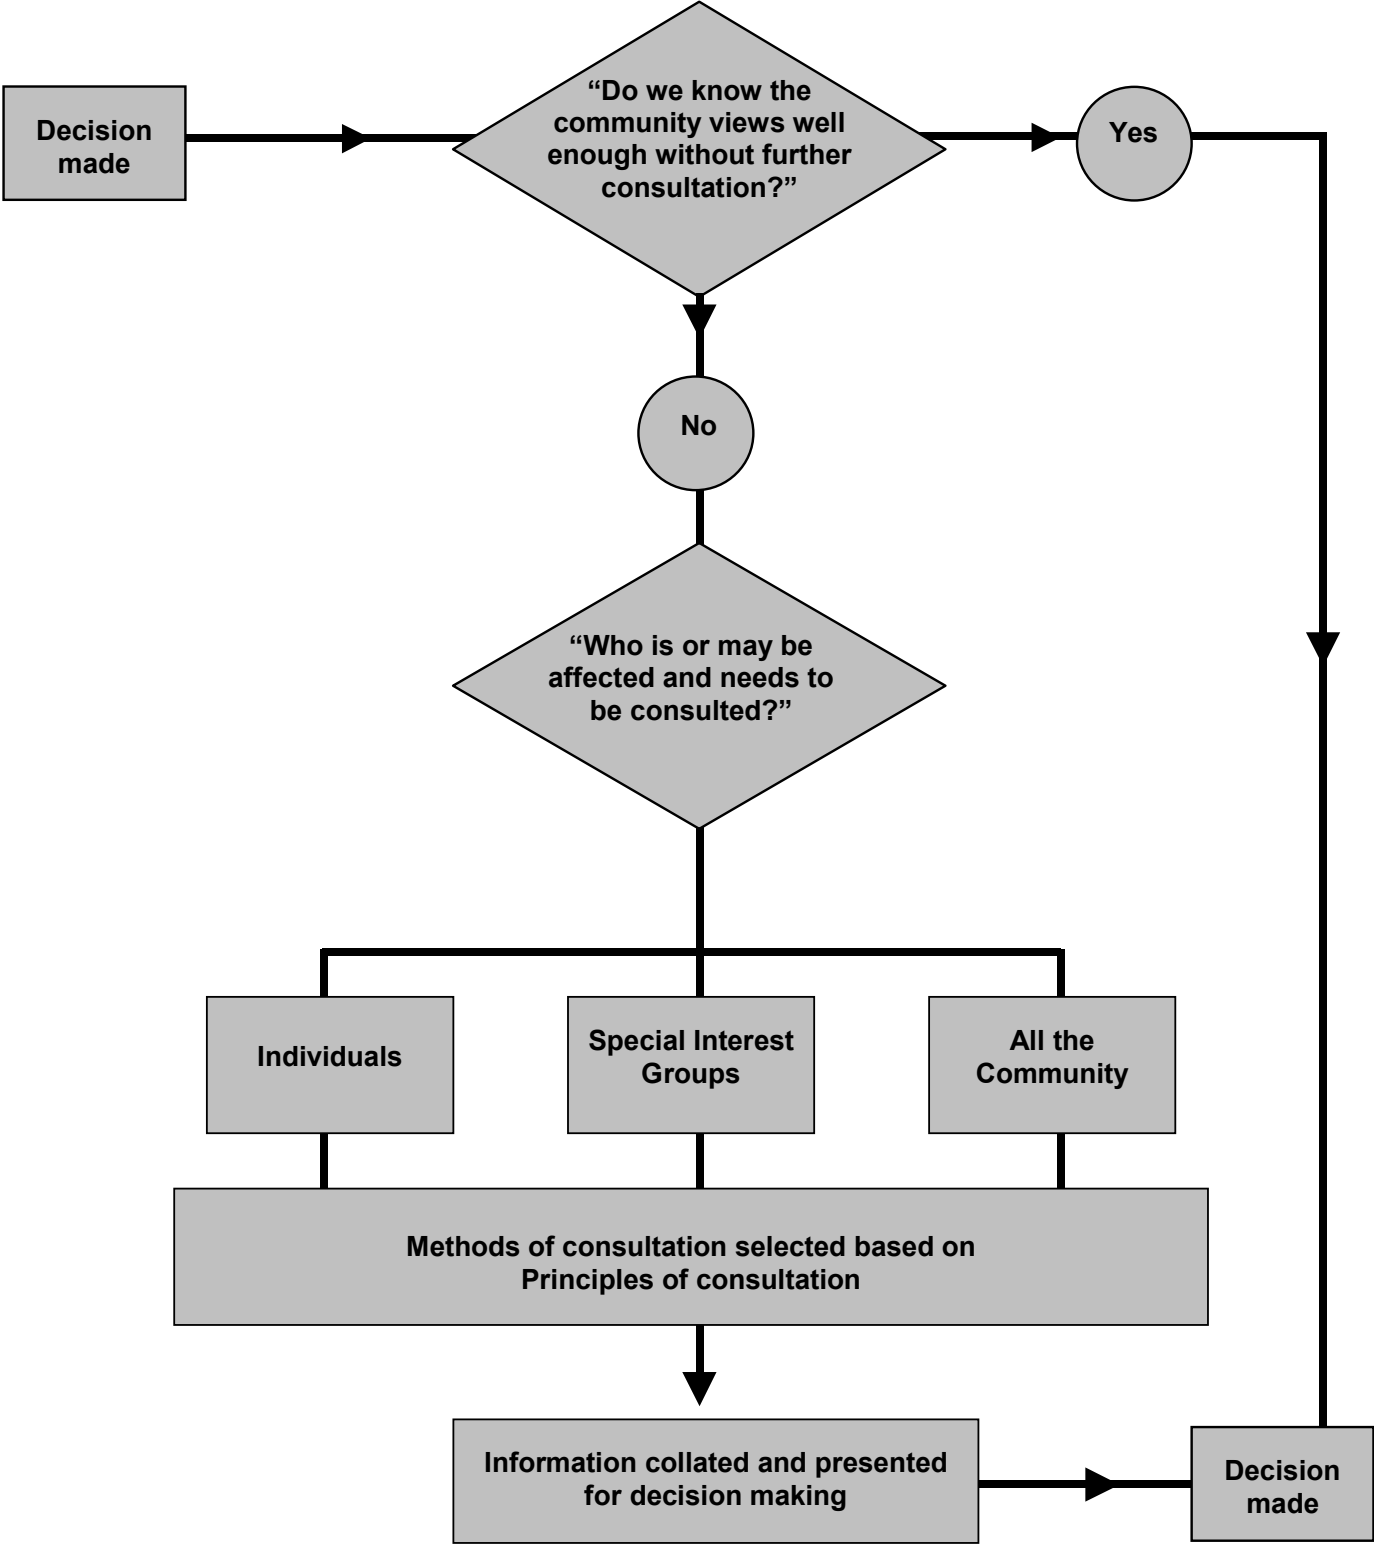 Decision
made
“Do we know the
community views well
enough without further
consultation?”
Yes
No
“Who is or may be
affected and needs to
be consulted?”
Individuals
Special Interest
Groups
All the
Community
Methods of consultation selected based on
Principles of consultation
Information collated and presented
for decision making
Decision
made